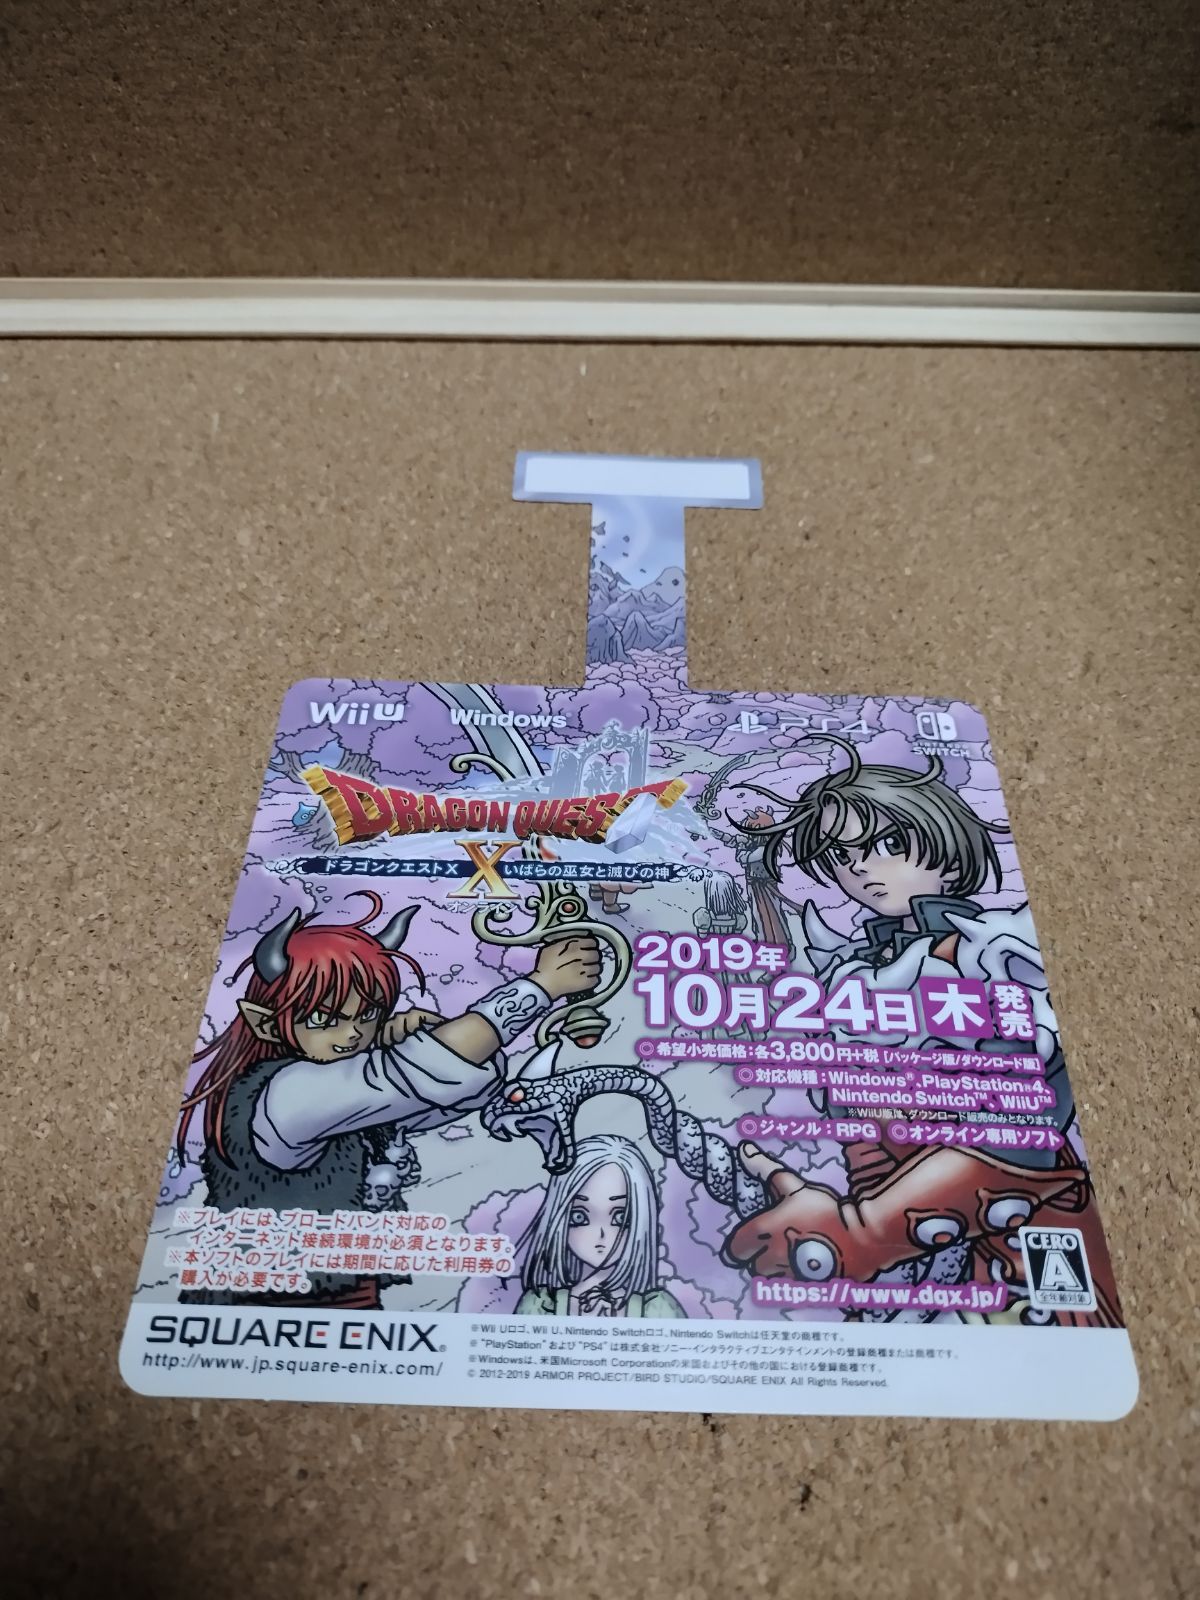 WiiU Windows PS4 NINTENDO SWITCH
DRAGON QUEST
X
ドラゴンクエストX いばらの巫女と滅びの神
オンライン
2019年
10月24日 木 発売
◎希望小売価格：各3,800円+税 [パッケージ版/ダウンロード版]
◎対応機種：Windows®、PlayStation®4、
Nintendo Switch™、WiiU™
※WiiU版は、ダウンロード販売のみとなります。
◎ジャンル：RPG ◎オンライン専用ソフト
※プレイには、ブロードバンド対応の
インターネット接続環境が必須となります。
※本ソフトのプレイには期間に応じた利用券の
購入が必要です。
https://www.dqx.jp/
CERO
A
全年齢対象
SQUARE ENIX®
http://www.jp.square-enix.com/
※Wii Uロゴ、Wii U、Nintendo Switchロゴ、Nintendo Switchは任天堂の商標です。
※"PlayStation"および"PS4"は株式会社ソニー・インタラクティブエンタテインメントの登録商標または商標です。
※Windowsは、米国Microsoft Corporationの米国およびその他の国における登録商標です。
© 2012-2019 ARMOR PROJECT/BIRD STUDIO/SQUARE ENIX All Rights Reserved.